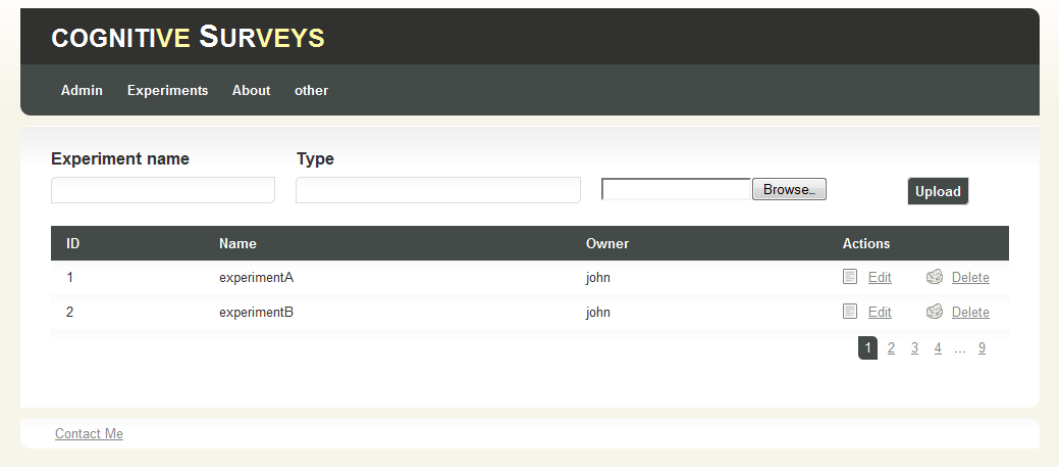 COGNITIVE SURVEYS
Admin Experiments About other
Experiment name Type
Browse... Upload
ID Name Owner Actions
1 experimentA john Edit Delete
2 experimentB john Edit Delete
1 2 3 4 ... 9
Contact Me